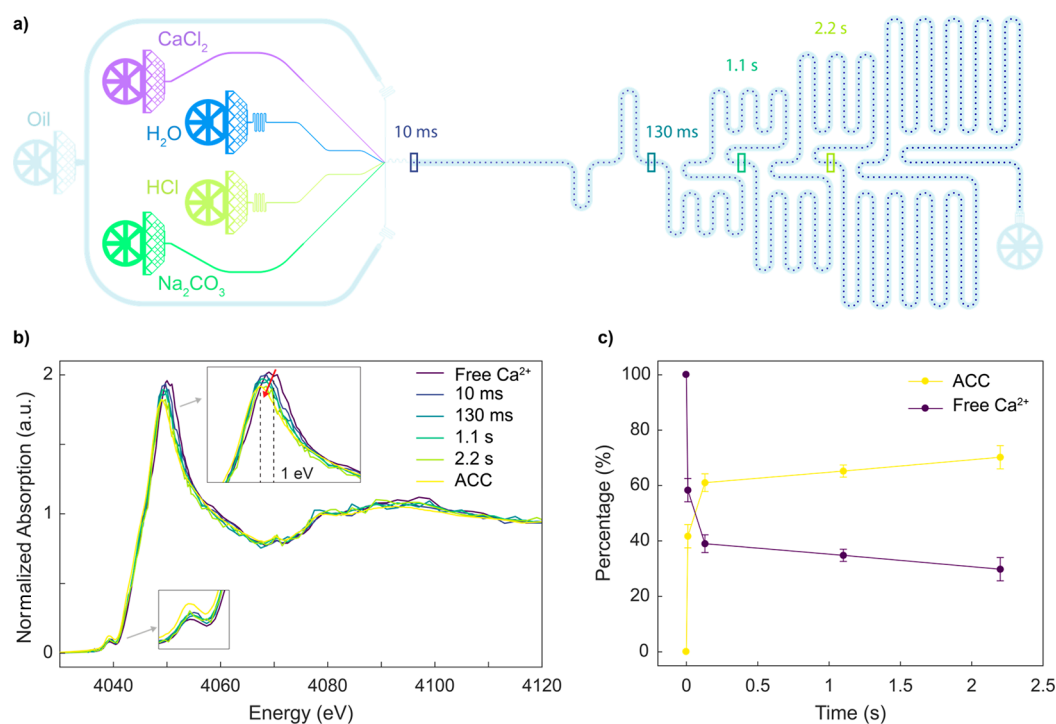 a)
CaCl₂
H₂O
HCl
Na₂CO₃
Oil
10 ms
130 ms
1.1 s
2.2 s
b)
Normalized Absorption (a.u.)
2
1
0
4040
4060
4080
4100
4120
Energy (eV)
1 eV
Free Ca²⁺
10 ms
130 ms
1.1 s
2.2 s
ACC
c)
Percentage (%)
100
80
60
40
20
0
0
0.5
1
1.5
2
2.5
Time (s)
ACC
Free Ca²⁺